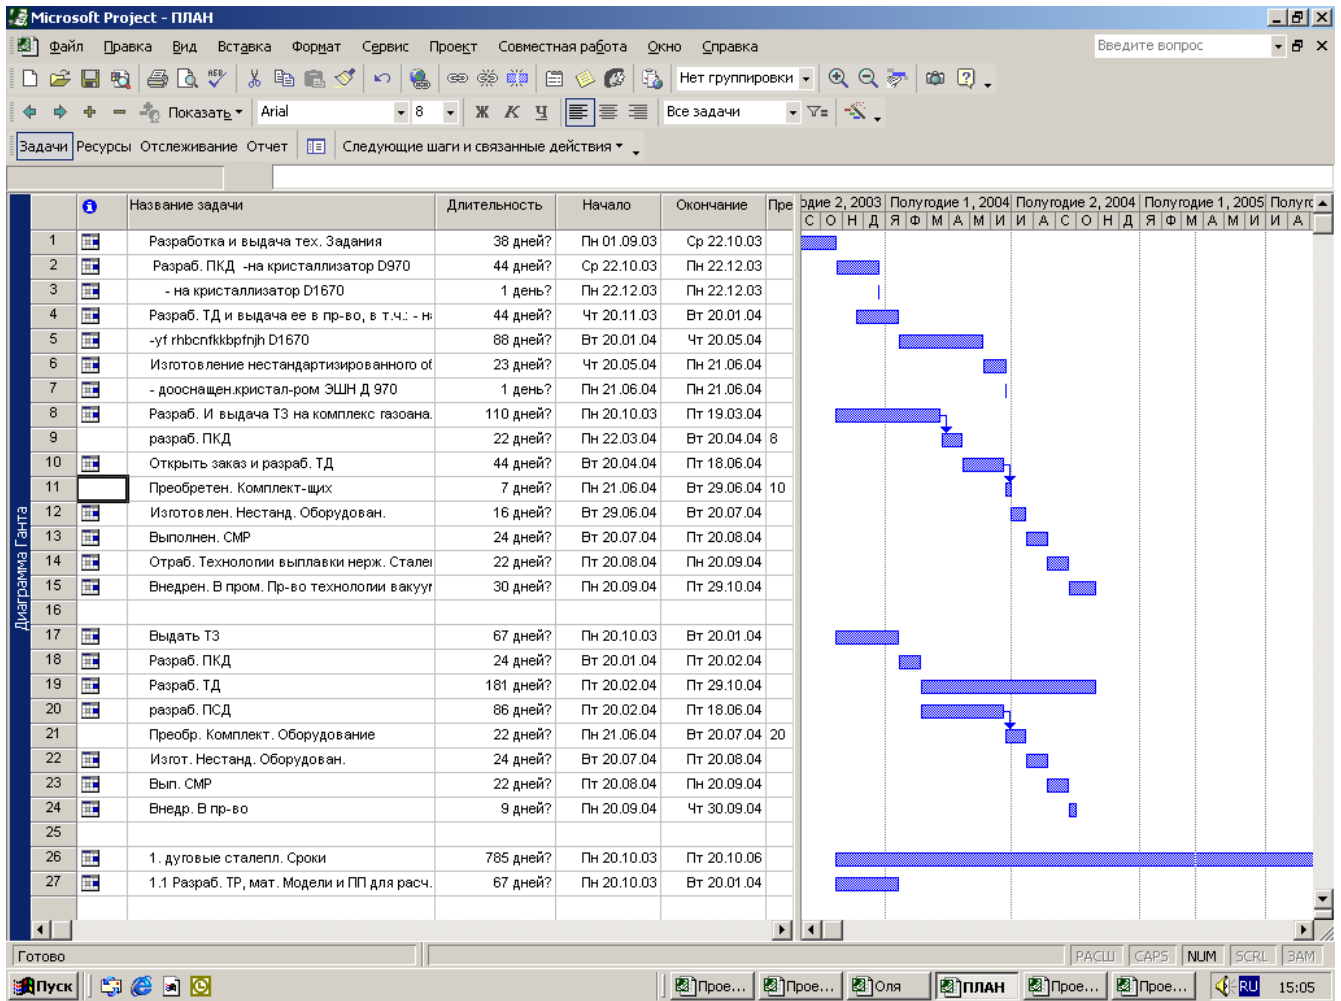 Microsoft Project - ПЛАН
Файл Правка Вид Вставка Формат Сервис Проект Совместная работа Окно Справка Введите вопрос
Нет группировки
Показать Arial 8 Ж К Ч Все задачи
Задачи Ресурсы Отслеживание Отчет Следующие шаги и связанные действия
Название задачи Длительность Начало Окончание Пре одие 2, 2003 Полугодие 1, 2004 Полугодие 2, 2004 Полугодие 1, 2005 Полуго
С О Н Д Я Ф М А М И И А С О Н Д Я Ф М А М И И А
1 Разработка и выдача тех. Задания 38 дней? Пн 01.09.03 Ср 22.10.03
2 Разраб. ПКД -на кристаллизатор D970 44 дней? Ср 22.10.03 Пн 22.12.03
3 - на кристаллизатор D1670 1 день? Пн 22.12.03 Пн 22.12.03
4 Разраб. ТД и выдача ее в пр-во, в т.ч.: - на 44 дней? Чт 20.11.03 Вт 20.01.04
5 -yf rhbcnfkkbpfnjh D1670 88 дней? Вт 20.01.04 Чт 20.05.04
6 Изготовление нестандартизированного об 23 дней? Чт 20.05.04 Пн 21.06.04
7 - дооснащен.кристал-ром ЭШН Д 970 1 день? Пн 21.06.04 Пн 21.06.04
8 Разраб. И выдача ТЗ на комплекс газоана. 110 дней? Пн 20.10.03 Пт 19.03.04
9 разраб. ПКД 22 дней? Пн 22.03.04 Вт 20.04.04 8
10 Открыть заказ и разраб. ТД 44 дней? Вт 20.04.04 Пт 18.06.04
11 Преобретен. Комплект-щих 7 дней? Пн 21.06.04 Вт 29.06.04 10
12 Изготовлен. Нестанд. Оборудован. 16 дней? Вт 29.06.04 Вт 20.07.04
13 Выполнен. СМР 24 дней? Вт 20.07.04 Пт 20.08.04
14 Отраб. Технологии выплавки нерж. Стале 22 дней? Пт 20.08.04 Пн 20.09.04
15 Внедрен. В пром. Пр-во технологии вакуу 30 дней? Пн 20.09.04 Пт 29.10.04
16
17 Выдать ТЗ 67 дней? Пн 20.10.03 Вт 20.01.04
18 Разраб. ПКД 24 дней? Вт 20.01.04 Пт 20.02.04
19 Разраб. ТД 181 дней? Пт 20.02.04 Пт 29.10.04
20 разраб. ПСД 86 дней? Пт 20.02.04 Пт 18.06.04
21 Преобр. Комплект. Оборудование 22 дней? Пн 21.06.04 Вт 20.07.04 20
22 Изгот. Нестанд. Оборудован. 24 дней? Вт 20.07.04 Пт 20.08.04
23 Вып. СМР 22 дней? Пт 20.08.04 Пн 20.09.04
24 Внедр. В пр-во 9 дней? Пн 20.09.04 Чт 30.09.04
25
26 1. дуговые сталепл. Сроки 785 дней? Пн 20.10.03 Пт 20.10.06
27 1.1 Разраб. ТР, мат. Модели и ПП для расч. 67 дней? Пн 20.10.03 Вт 20.01.04
Диаграмма Ганта
Готово РАСШ CAPS NUM SCRL ЗАМ
Пуск Прое... Прое... Оля ПЛАН Прое... Прое... RU 15:05